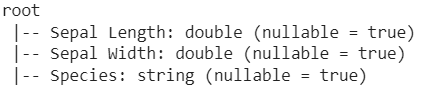 root
 |-- Sepal Length: double (nullable = true)
 |-- Sepal Width: double (nullable = true)
 |-- Species: string (nullable = true)